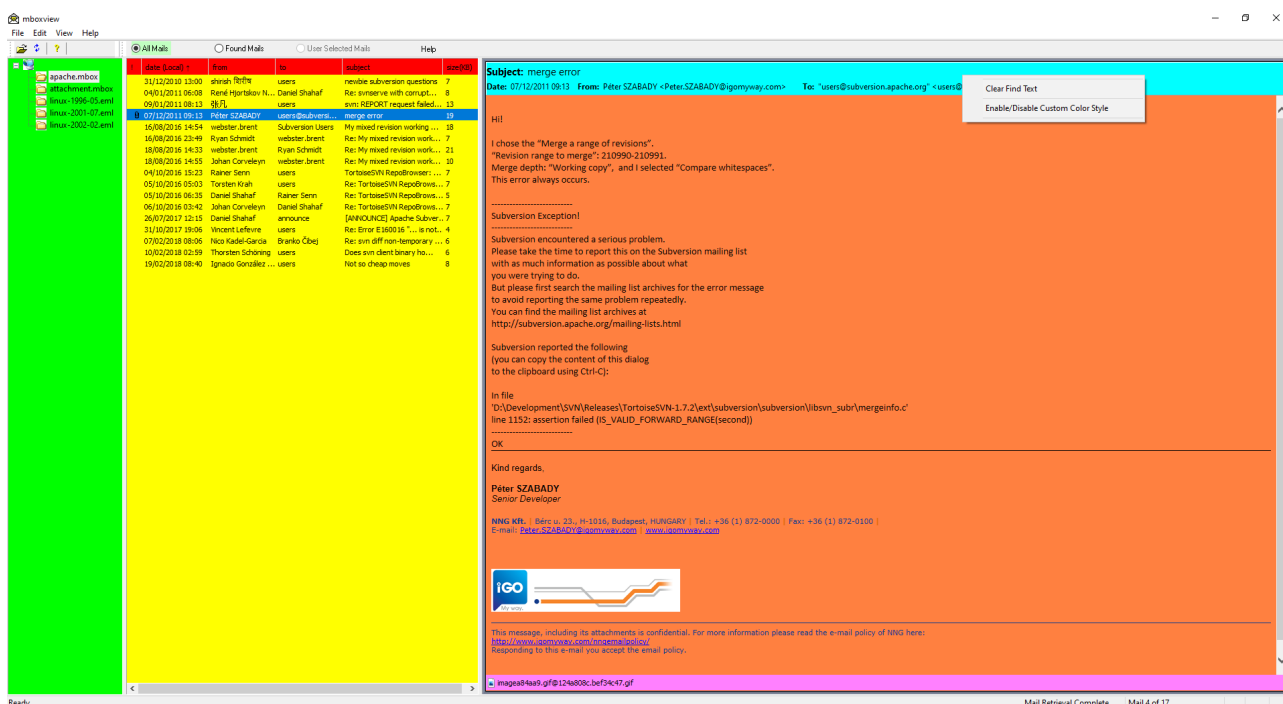 mboxview
File Edit View Help
All Mails Found Mails User Selected Mails Help
apache.mbox
attachment.mbox
linux-1996-05.eml
linux-2001-07.eml
linux-2002-02.eml
! date (Local) from to subject size(KB)
31/12/2010 13:00 shirish शिरीष users newbie subversion questions 7
04/01/2011 06:08 René Hjortskov N... Daniel Shahaf Re: svnserve with corrupt... 8
09/01/2011 08:13 张凡 users svn: REPORT request failed... 13
07/12/2011 09:13 Péter SZABADY users@subversi... merge error 19
16/08/2016 14:54 webster.brent Subversion Users My mixed revision working ... 18
16/08/2016 23:49 Ryan Schmidt webster.brent Re: My mixed revision work... 7
18/08/2016 14:33 webster.brent Ryan Schmidt Re: My mixed revision work... 21
18/08/2016 14:55 Johan Corveleyn webster.brent Re: My mixed revision work... 10
04/10/2016 15:23 Rainer Senn users TortoiseSVN RepoBrowser: ... 7
05/10/2016 05:03 Torsten Krah users Re: TortoiseSVN RepoBrows... 7
05/10/2016 06:35 Daniel Shahaf Rainer Senn Re: TortoiseSVN RepoBrows... 5
06/10/2016 03:42 Johan Corveleyn Daniel Shahaf Re: TortoiseSVN RepoBrows... 7
26/07/2017 12:15 Daniel Shahaf announce [ANNOUNCE] Apache Subver... 7
31/10/2017 19:06 Vincent Lefevre users Re: Error E160016 "... is not... 4
07/02/2018 08:06 Nico Kadel-Garcia Branko Čibej Re: svn diff non-temporary ... 6
10/02/2018 02:59 Thorsten Schöning users Does svn client binary ho... 6
19/02/2018 08:40 Ignacio González ... users Not so cheap moves 8
Subject: merge error
Date: 07/12/2011 09:13 From: Péter SZABADY <Peter.SZABADY@igomyway.com> To: "users@subversion.apache.org" <users@
Clear Find Text
Enable/Disable Custom Color Style
Hi!
I chose the “Merge a range of revisions”.
“Revision range to merge”: 210990-210991.
Merge depth: “Working copy”, and I selected “Compare whitespaces”.
This error always occurs.
---------------------------
Subversion Exception!
---------------------------
Subversion encountered a serious problem.
Please take the time to report this on the Subversion mailing list
with as much information as possible about what
you were trying to do.
But please first search the mailing list archives for the error message
to avoid reporting the same problem repeatedly.
You can find the mailing list archives at
http://subversion.apache.org/mailing-lists.html
Subversion reported the following
(you can copy the content of this dialog
to the clipboard using Ctrl-C):
In file
'D:\Development\SVN\Releases\TortoiseSVN-1.7.2\ext\subversion\subversion\libsvn_subr\mergeinfo.c'
line 1152: assertion failed (IS_VALID_FORWARD_RANGE(second))
---------------------------
OK
Kind regards,
Péter SZABADY
Senior Developer
NNG Kft. | Bérc u. 23., H-1016, Budapest, HUNGARY | Tel.: +36 (1) 872-0000 | Fax: +36 (1) 872-0100 |
E-mail: Peter.SZABADY@igomyway.com | www.igomyway.com
iGO
My way.
This message, including its attachments is confidential. For more information please read the e-mail policy of NNG here:
http://www.igomyway.com/nngemailpolicy/
Responding to this e-mail you accept the email policy.
imagea84aa9.gif@124a808c.bef34c47.gif
Ready Mail Retrieval Complete Mail 4 of 17